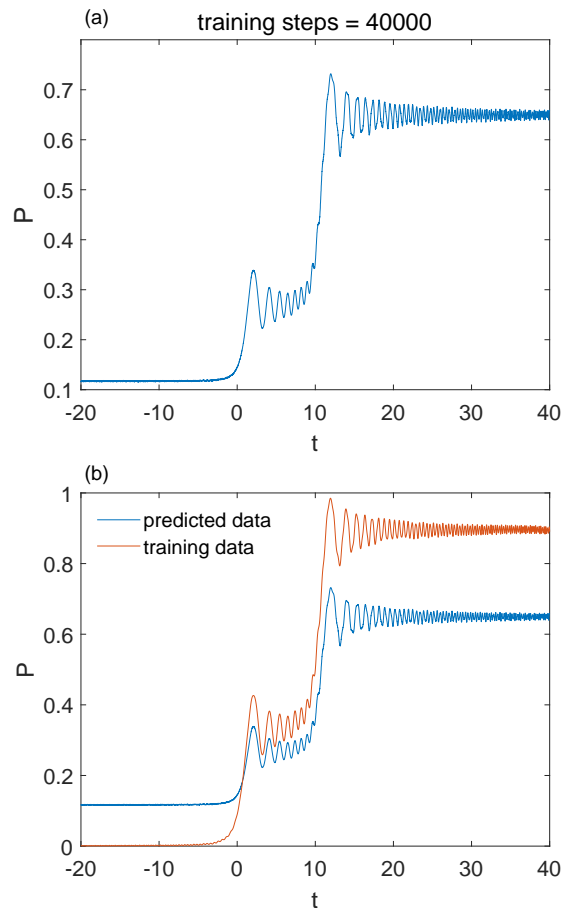 (a)
training steps = 40000
0.7
0.6
0.5
P
0.4
0.3
0.2
0.1
-20 -10 0 10 20 30 40
t
(b)
1
predicted data
training data
0.8
0.6
P
0.4
0.2
0
-20 -10 0 10 20 30 40
t